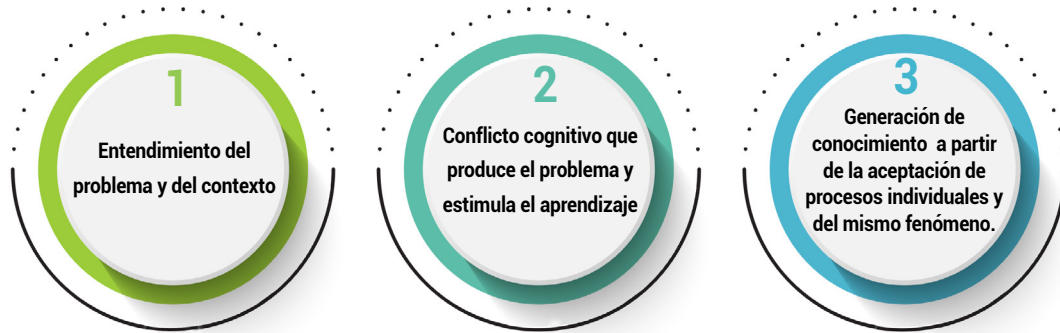 1
Entendimiento del
problema y del contexto
2
Conflicto cognitivo que
produce el problema y
estimula el aprendizaje
3
Generación de
conocimiento a partir
de la aceptación de
procesos individuales y
del mismo fenómeno.